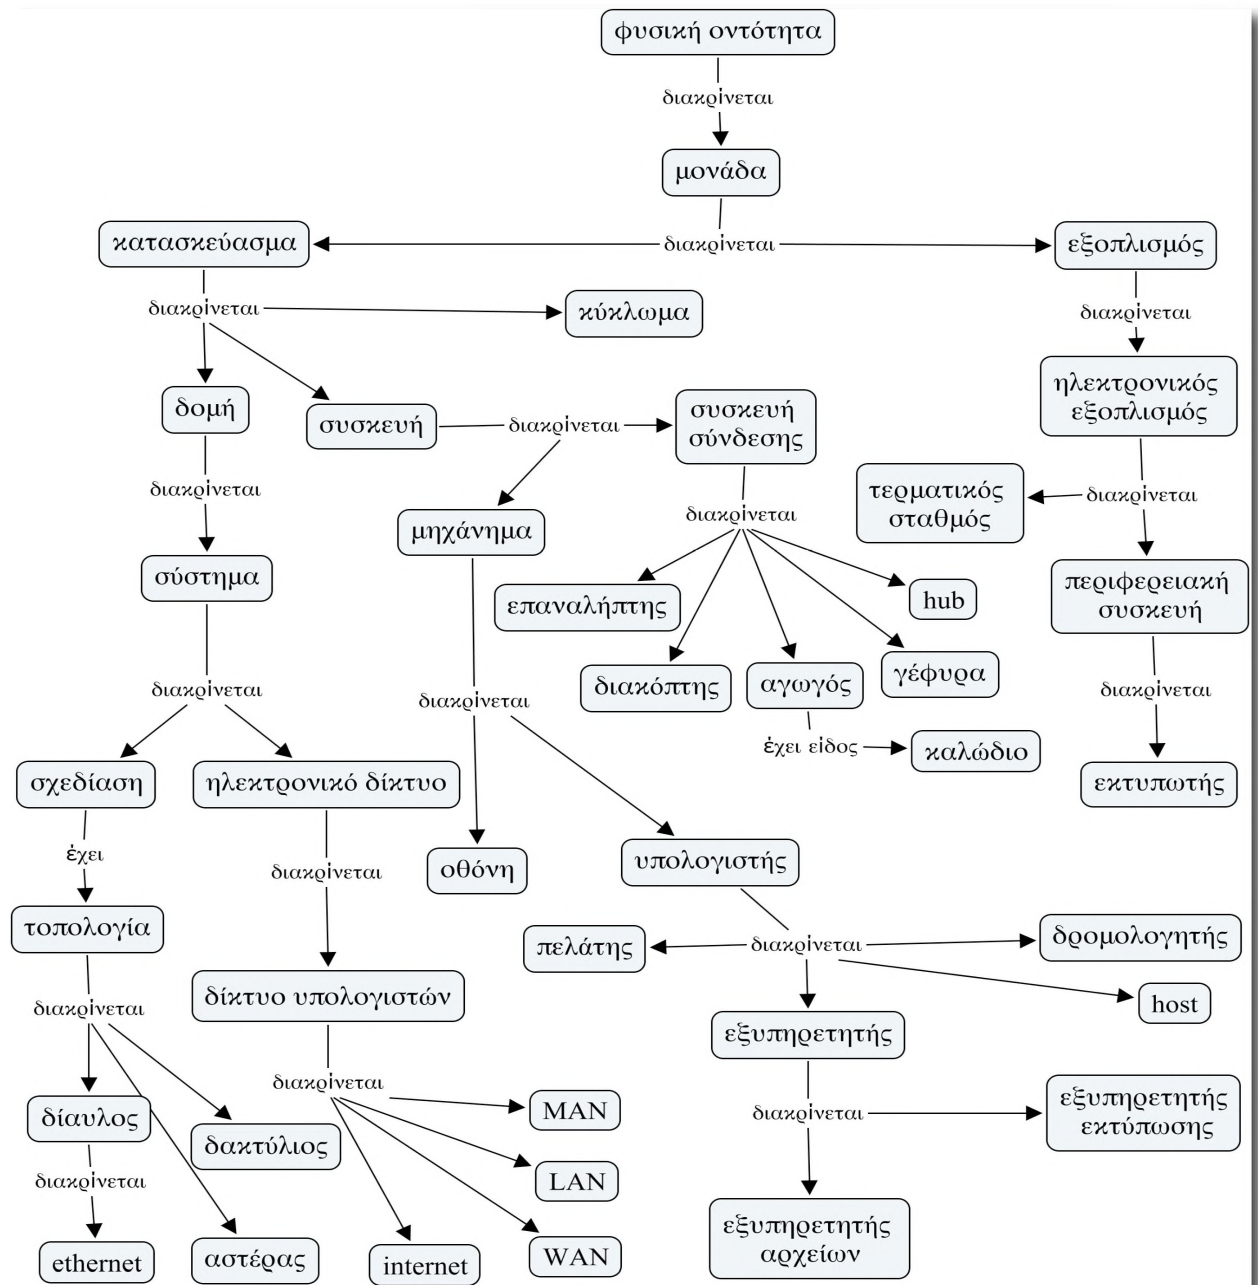 φυσική οντότητα
διακρίνεται
μονάδα
κατασκεύασμα
διακρίνεται
εξοπλισμός
διακρίνεται
κύκλωμα
διακρίνεται
δομή
συσκευή
διακρίνεται
συσκευή
σύνδεσης
ηλεκτρονικός
εξοπλισμός
διακρίνεται
μηχάνημα
διακρίνεται
τερματικός
σταθμός
διακρίνεται
σύστημα
επαναλήπτης
hub
περιφερειακή
συσκευή
διακρίνεται
διακρίνεται
διακόπτης
αγωγός
γέφυρα
διακρίνεται
έχει είδος
καλώδιο
σχεδίαση
ηλεκτρονικό δίκτυο
εκτυπωτής
έχει
διακρίνεται
οθόνη
υπολογιστής
τοπολογία
πελάτης
διακρίνεται
δρομολογητής
δίκτυο υπολογιστών
host
διακρίνεται
εξυπηρετητής
διακρίνεται
δίαυλος
δακτύλιος
MAN
διακρίνεται
εξυπηρετητής
εκτύπωσης
διακρίνεται
LAN
ethernet
αστέρας
internet
WAN
εξυπηρετητής
αρχείων